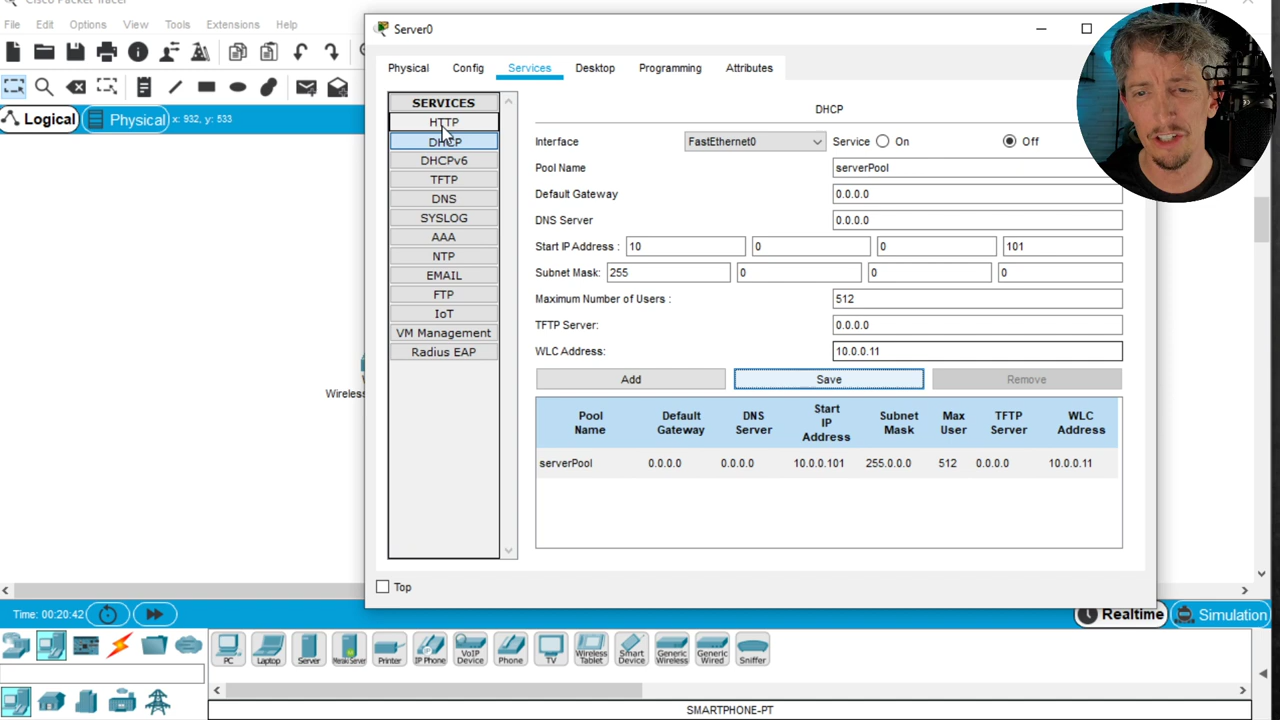 Cisco Packet Tracer
File Edit Options View Tools Extensions Help
Logical Physical x: 932, y: 533
Server0
Physical Config Services Desktop Programming Attributes
SERVICES
HTTP
DHCP
DHCPv6
TFTP
DNS
SYSLOG
AAA
NTP
EMAIL
FTP
IoT
VM Management
Radius EAP
DHCP
Interface FastEthernet0 Service On Off
Pool Name serverPool
Default Gateway 0.0.0.0
DNS Server 0.0.0.0
Start IP Address : 10 0 0 101
Subnet Mask: 255 0 0 0
Maximum Number of Users : 512
TFTP Server: 0.0.0.0
WLC Address: 10.0.0.11
Add Save Remove
Pool Name Default Gateway DNS Server Start IP Address Subnet Mask Max User TFTP Server WLC Address
serverPool 0.0.0.0 0.0.0.0 10.0.0.101 255.0.0.0 512 0.0.0.0 10.0.0.11
Wireles
Top
Time: 00:20:42 Realtime Simulation
PC Laptop Server Meraki Server Printer IP Phone VoIP Device Phone TV Wireless Tablet Smart Device Generic Wireless Generic Wired Sniffer
SMARTPHONE-PT